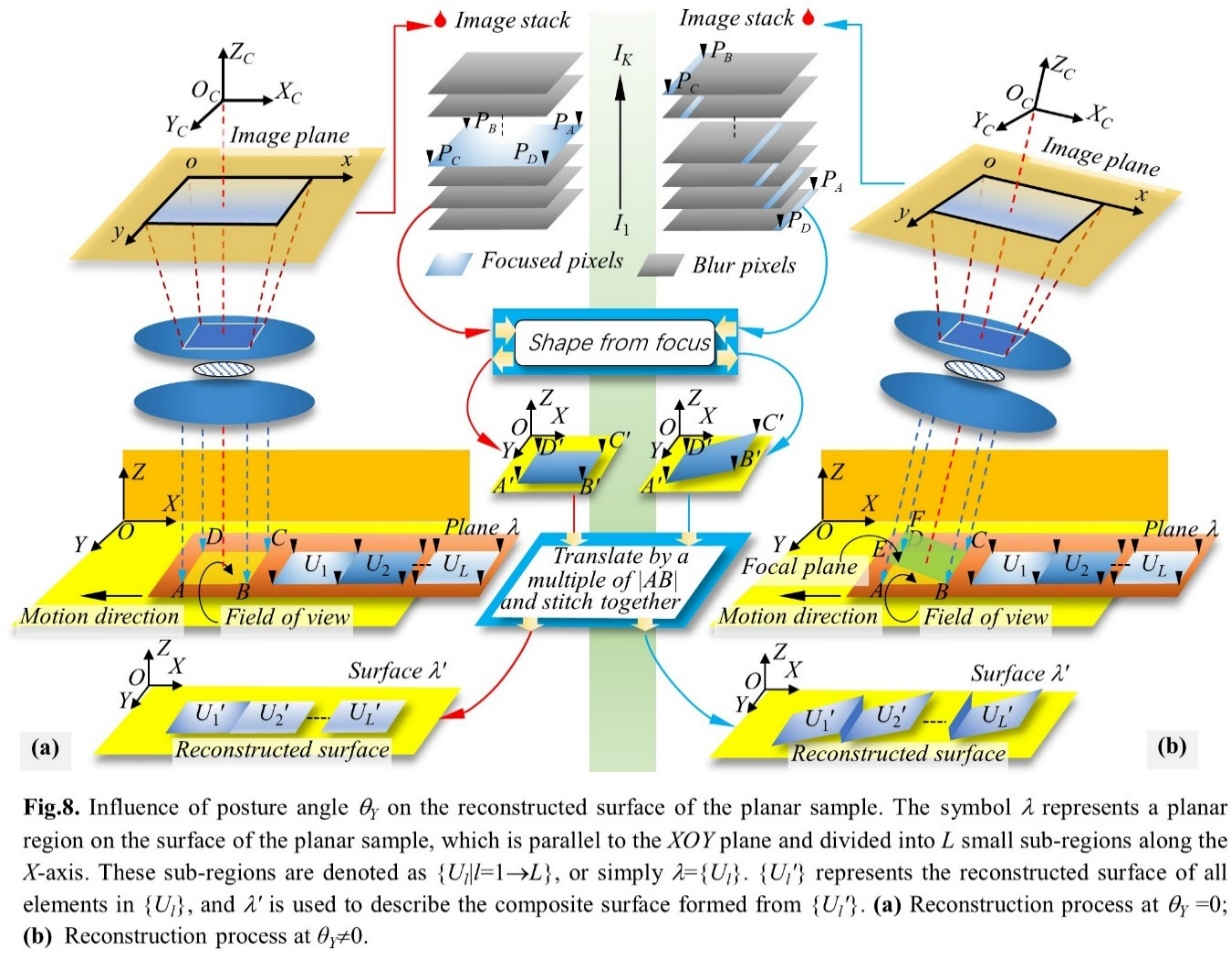 Image stack
Image stack
Z_C
O_C
X_C
Y_C
Image plane
o
x
y
I_K
I_1
P_B
P_A
P_C
P_D
P_B
P_C
P_A
P_D
Z_C
O_C
X_C
Y_C
Image plane
o
x
y
Focused pixels
Blur pixels
Shape from focus
Z
O
X
Y
D'
C'
A'
B'
Z
O
X
Y
D'
C'
A'
B'
Z
X
O
Y
D
C
A
B
Plane λ
U_1
U_2
U_L
Motion direction
Field of view
Translate by a
multiple of |AB|
and stitch together
Z
X
O
Y
F
D
E
C
A
B
Focal plane
Plane λ
U_1
U_2
U_L
Motion direction
Field of view
Z
O
X
Y
Surface λ'
U_1'
U_2'
U_L'
Reconstructed surface
(a)
Z
O
X
Y
Surface λ'
U_1'
U_2'
U_L'
Reconstructed surface
(b)
Fig.8. Influence of posture angle θ_Y on the reconstructed surface of the planar sample. The symbol λ represents a planar
region on the surface of the planar sample, which is parallel to the XOY plane and divided into L small sub-regions along the
X-axis. These sub-regions are denoted as {U_l|l=1→L}, or simply λ={U_l}. {U_l'} represents the reconstructed surface of all
elements in {U_l}, and λ' is used to describe the composite surface formed from {U_l'}. (a) Reconstruction process at θ_Y =0;
(b) Reconstruction process at θ_Y≠0.